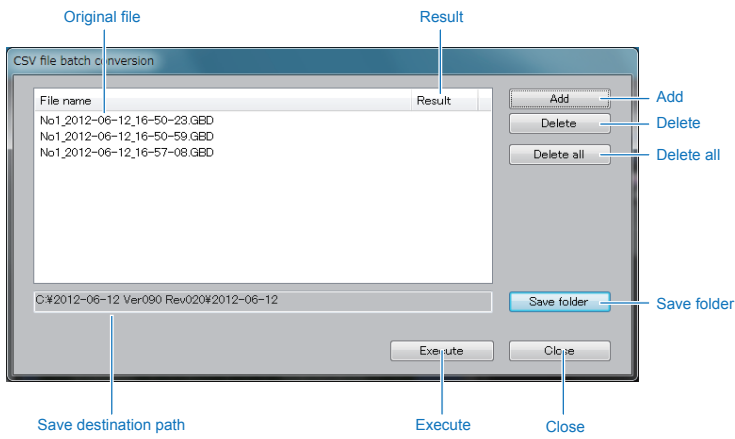 Original file
Result
CSV file batch conversion
File name
Result
Add
Add
No1_2012-06-12_16-50-23.GBD
Delete
Delete
No1_2012-06-12_16-50-59.GBD
No1_2012-06-12_16-57-08.GBD
Delete all
Delete all
C:¥2012-06-12 Ver090 Rev020¥2012-06-12
Save folder
Save folder
Execute
Close
Save destination path
Execute
Close